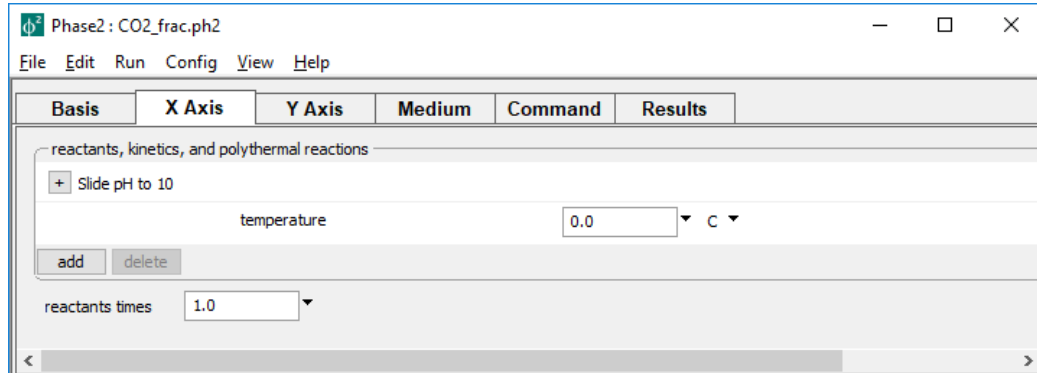 φ² Phase2 : CO2_frac.ph2
File Edit Run Config View Help
Basis X Axis Y Axis Medium Command Results
reactants, kinetics, and polythermal reactions
+ Slide pH to 10
temperature 0.0 C
add delete
reactants times 1.0